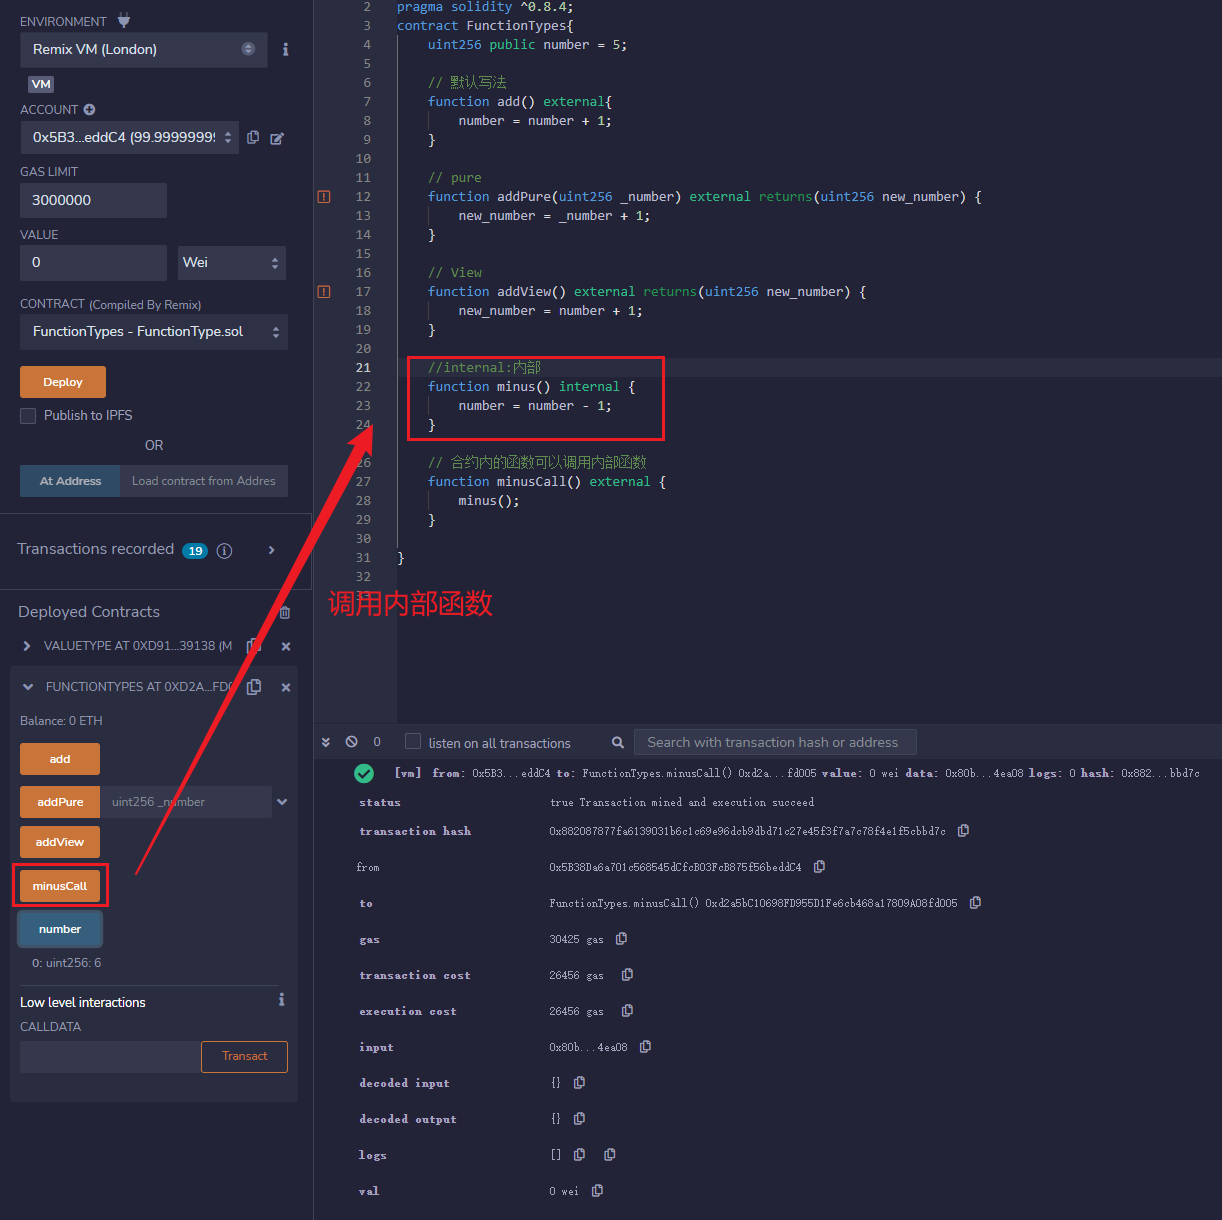 ENVIRONMENT
Remix VM (London)
VM
ACCOUNT
0x5B3...eddC4 (99.99999999
GAS LIMIT
3000000
VALUE
0
Wei
CONTRACT (Compiled By Remix)
FunctionTypes - FunctionType.sol
Deploy
Publish to IPFS
OR
At Address
Load contract from Addres
Transactions recorded 19
Deployed Contracts
VALUETYPE AT 0XD91...39138 (M
FUNCTIONTYPES AT 0XD2A...FD0
Balance: 0 ETH
add
addPure
uint256 _number
addView
minusCall
number
0: uint256: 6
Low level interactions
CALLDATA
Transact
2 pragma solidity ^0.8.4;
3 contract FunctionTypes{
4 uint256 public number = 5;
5
6 // 默认写法
7 function add() external{
8 number = number + 1;
9 }
10
11 // pure
12 function addPure(uint256 _number) external returns(uint256 new_number) {
13 new_number = _number + 1;
14 }
15
16 // View
17 function addView() external returns(uint256 new_number) {
18 new_number = number + 1;
19 }
20
21 //internal:内部
22 function minus() internal {
23 number = number - 1;
24 }
26 // 合约内的函数可以调用内部函数
27 function minusCall() external {
28 minus();
29 }
30
31 }
32
33
调用内部函数
0
listen on all transactions
Search with transaction hash or address
[vm] from: 0x5B3...eddC4 to: FunctionTypes.minusCall() 0xd2a...fd005 value: 0 wei data: 0x80b...4ea08 logs: 0 hash: 0x882...bbd7c
status true Transaction mined and execution succeed
transaction hash 0x882087877fa6139031b6c1c69e96dcb9dbd71c27e45f3f7a7c78f4e1f5cbbd7c
from 0x5B38Da6a701c568545dCfcB03FcB875f56beddC4
to FunctionTypes.minusCall() 0xd2a5bC10698FD955D1Fe6cb468a17809A08fd005
gas 30425 gas
transaction cost 26456 gas
execution cost 26456 gas
input 0x80b...4ea08
decoded input {}
decoded output {}
logs []
val 0 wei